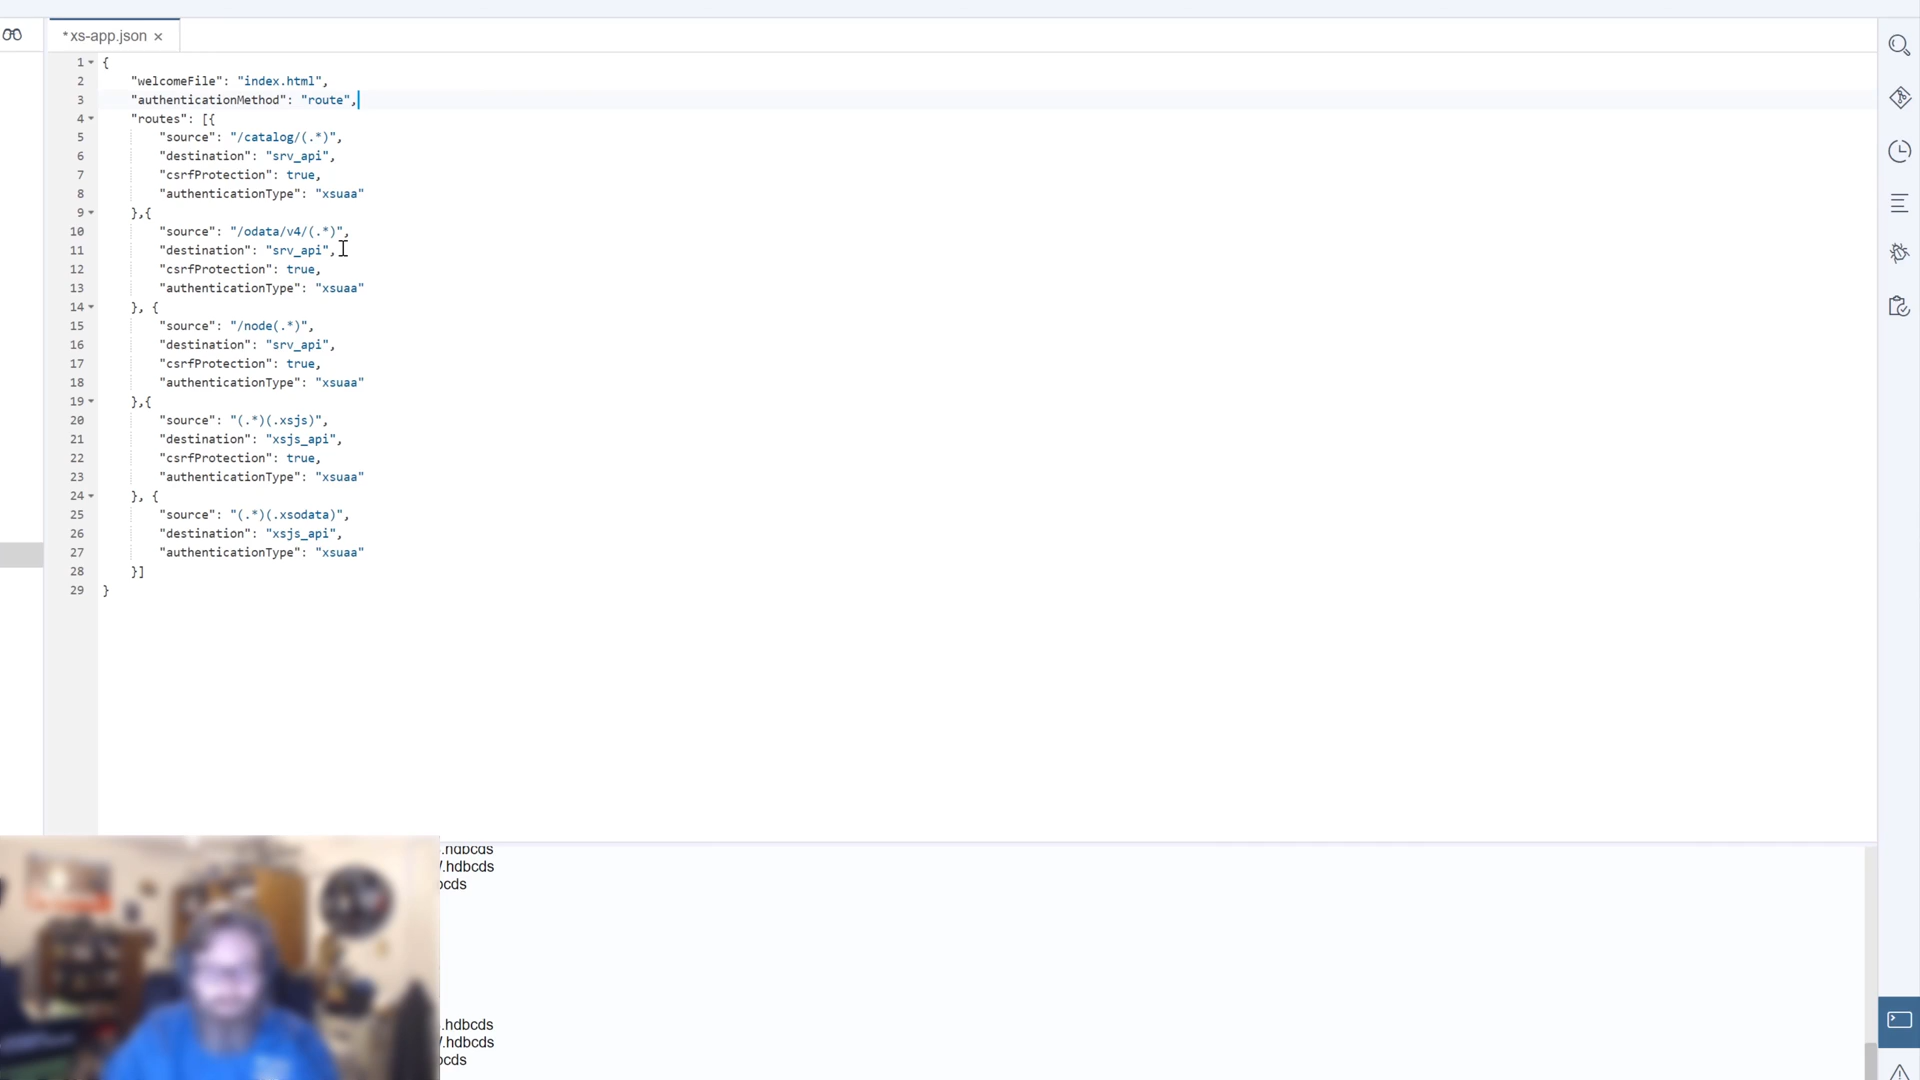 *xs-app.json ×
1 {
2 "welcomeFile": "index.html",
3 "authenticationMethod": "route",
4 "routes": [{
5 "source": "/catalog/(.*)",
6 "destination": "srv_api",
7 "csrfProtection": true,
8 "authenticationType": "xsuaa"
9 },{
10 "source": "/odata/v4/(.*)",
11 "destination": "srv_api",
12 "csrfProtection": true,
13 "authenticationType": "xsuaa"
14 }, {
15 "source": "/node(.*)",
16 "destination": "srv_api",
17 "csrfProtection": true,
18 "authenticationType": "xsuaa"
19 },{
20 "source": "(.*)(.xsjs)",
21 "destination": "xsjs_api",
22 "csrfProtection": true,
23 "authenticationType": "xsuaa"
24 }, {
25 "source": "(.*)(.xsodata)",
26 "destination": "xsjs_api",
27 "authenticationType": "xsuaa"
28 }]
29 }
.hdbcds
.hdbcds
cds
.hdbcds
.hdbcds
cds